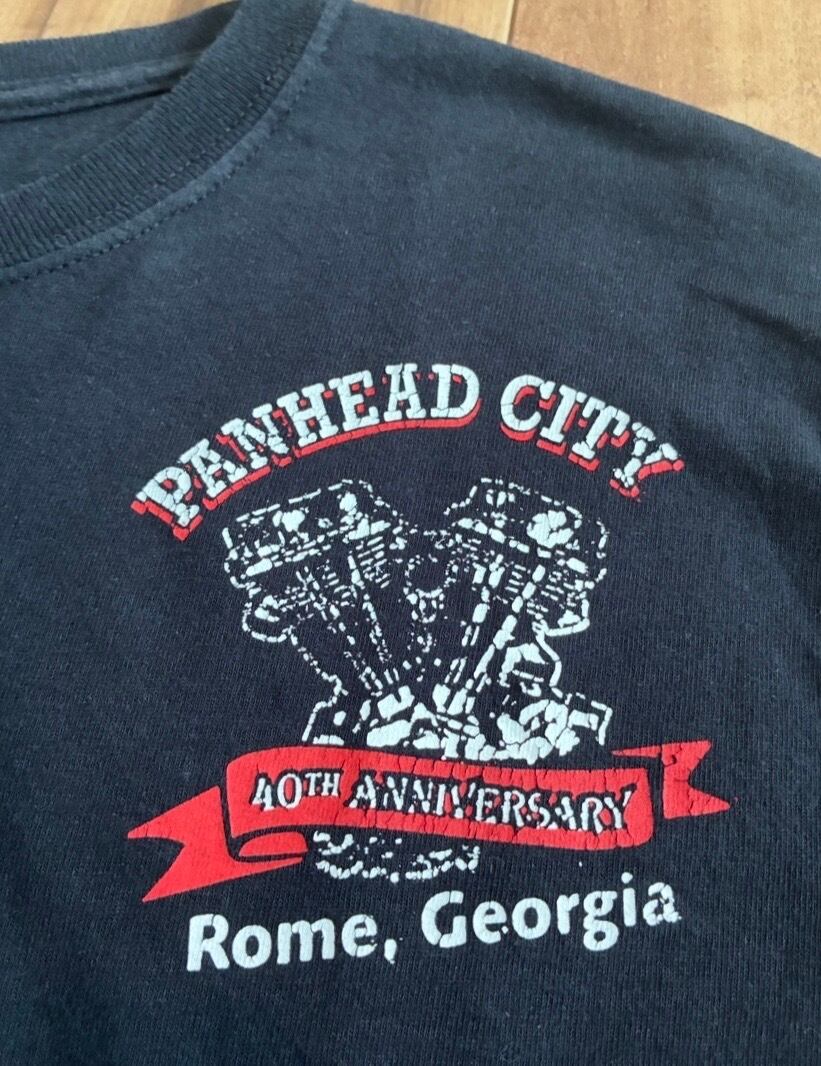 PANHEAD CITY
40TH ANNIVERSARY
Rome, Georgia